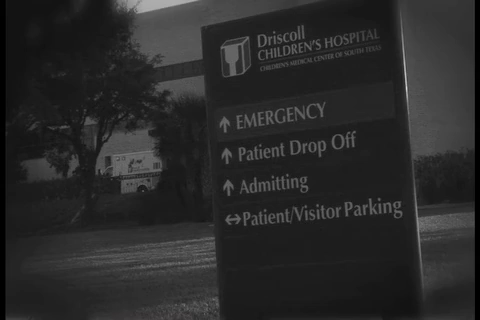 Driscoll
CHILDREN'S HOSPITAL
CHILDREN'S MEDICAL CENTER OF SOUTH TEXAS
↑ EMERGENCY
↑ Patient Drop Off
↑ Admitting
↔ Patient/Visitor Parking